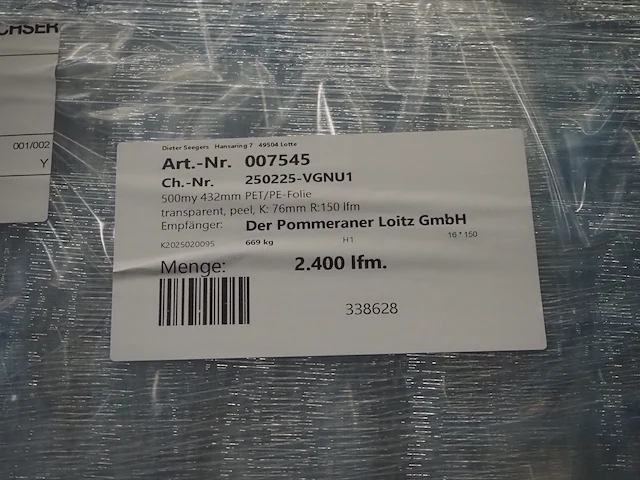 001/002
Y
Dieter Seegers Hansaring 7 49504 Lotte
Art.-Nr. 007545
Ch.-Nr. 250225-VGNU1
500my 432mm PET/PE-Folie
transparent, peel, K: 76mm R:150 lfm
Empfänger: Der Pommeraner Loitz GmbH
K2025020095 669 kg H1 16*150
Menge: 2.400 lfm.
338628